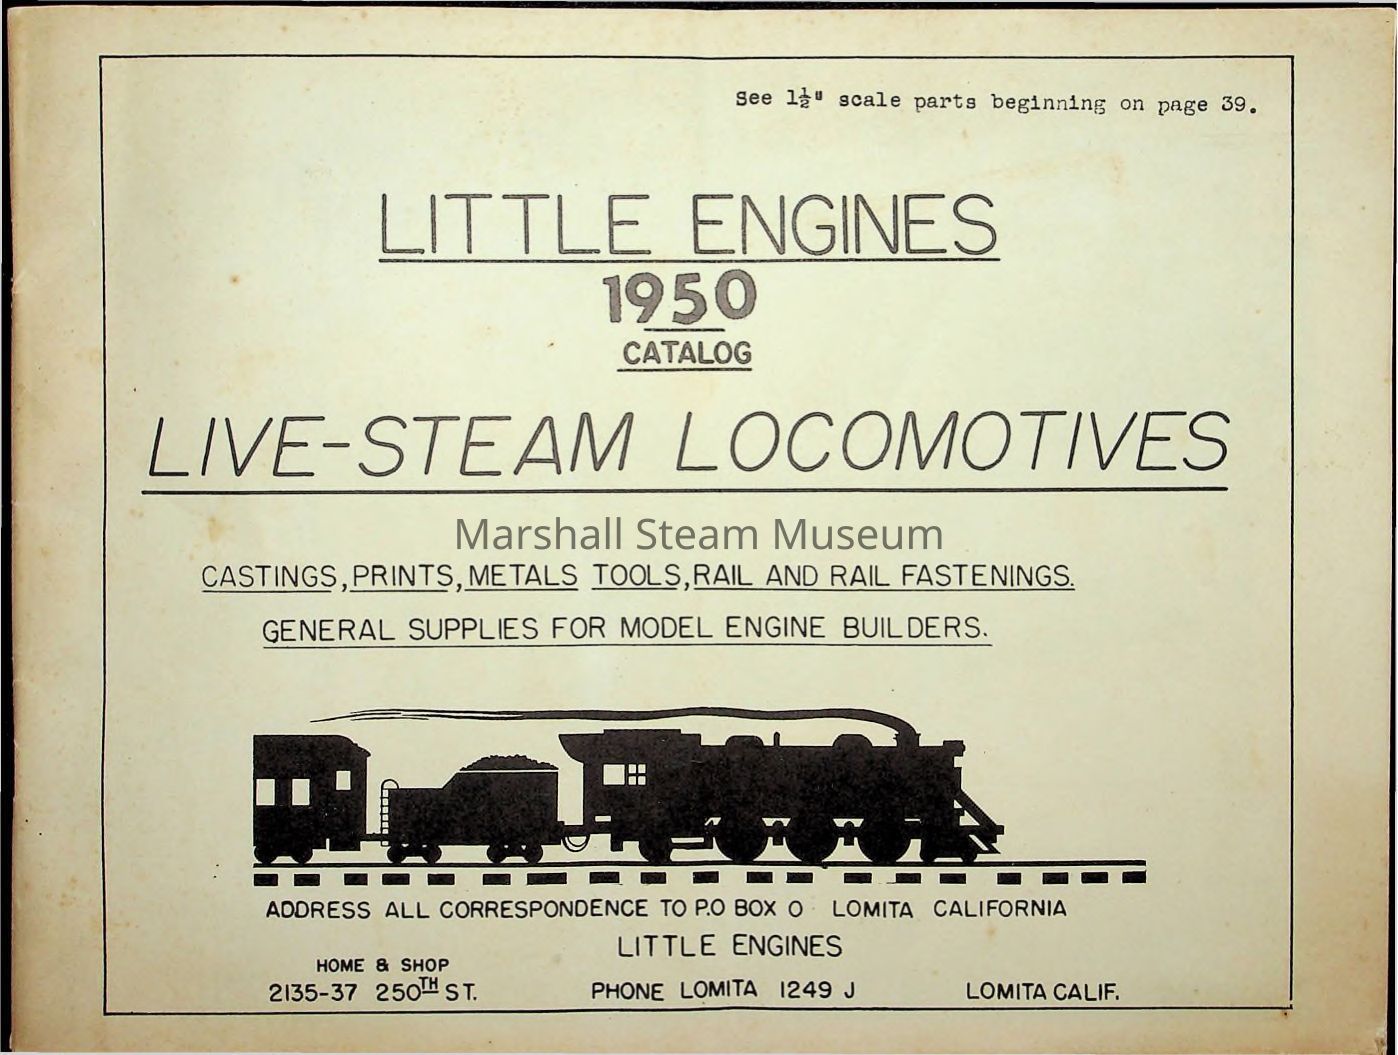 See 1½" scale parts beginning on page 39.
LITTLE ENGINES
1950
CATALOG
LIVE-STEAM LOCOMOTIVES
Marshall Steam Museum
CASTINGS, PRINTS, METALS TOOLS, RAIL AND RAIL FASTENINGS.
GENERAL SUPPLIES FOR MODEL ENGINE BUILDERS.
ADDRESS ALL CORRESPONDENCE TO P.O BOX O LOMITA CALIFORNIA
LITTLE ENGINES
HOME & SHOP
2135-37 250TH ST. PHONE LOMITA 1249 J LOMITA CALIF.